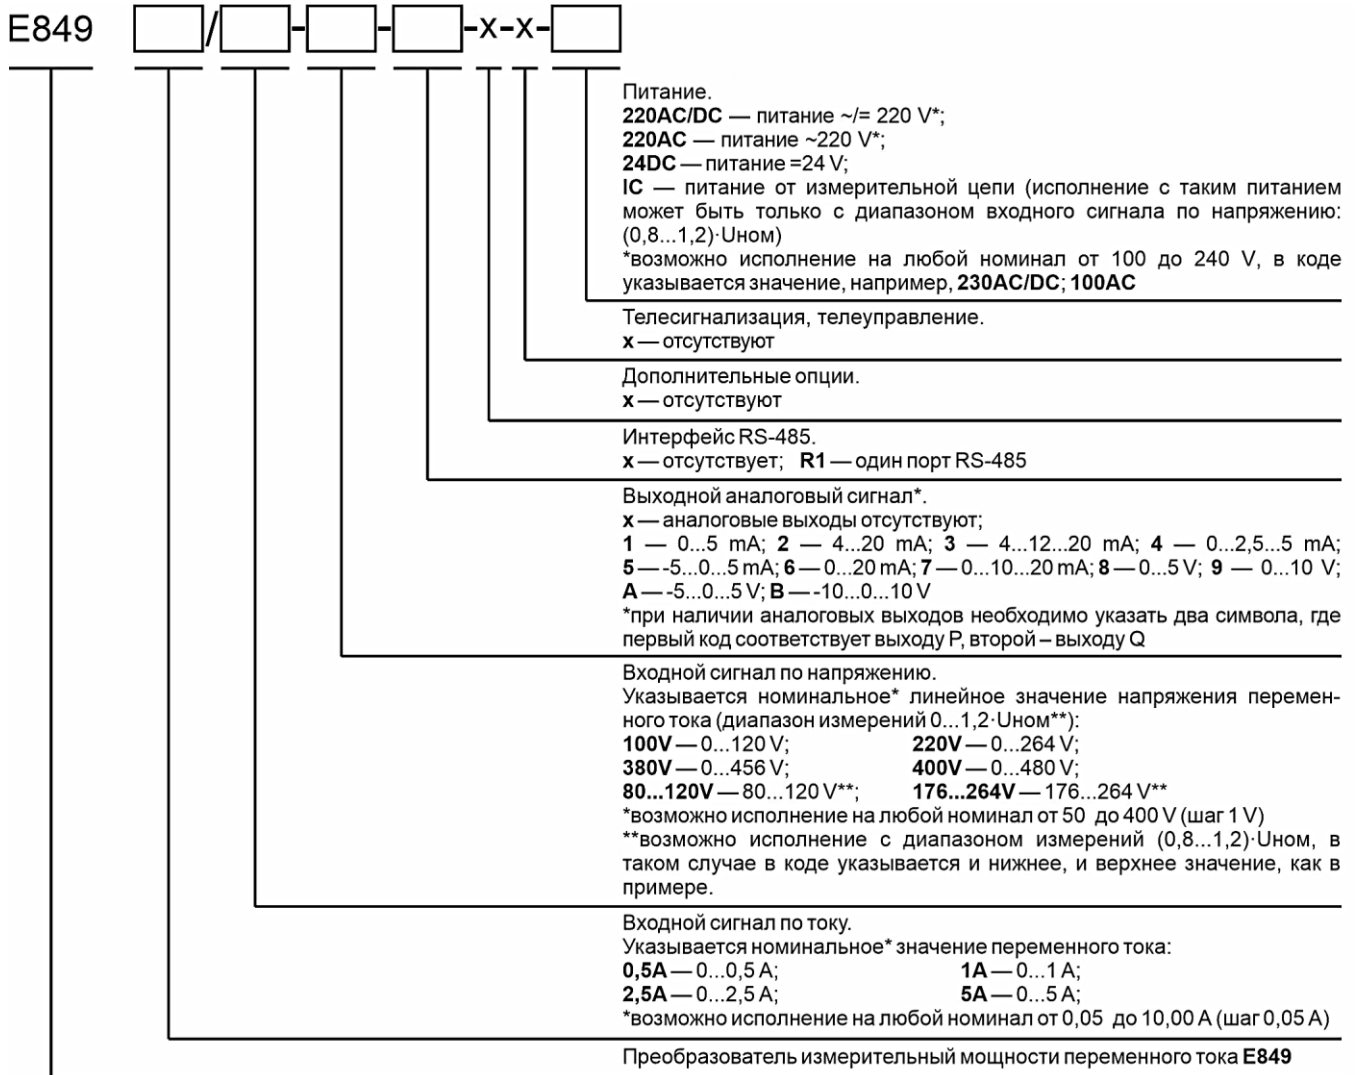 E849 / - - -x-x-
Питание.
220AC/DC — питание ~/= 220 V*;
220AC — питание ~220 V*;
24DC — питание =24 V;
IC — питание от измерительной цепи (исполнение с таким питанием
может быть только с диапазоном входного сигнала по напряжению:
(0,8...1,2)·Uном)
*возможно исполнение на любой номинал от 100 до 240 V, в коде
указывается значение, например, 230AC/DC; 100AC
Телесигнализация, телеуправление.
x — отсутствуют
Дополнительные опции.
x — отсутствуют
Интерфейс RS-485.
x — отсутствует; R1 — один порт RS-485
Выходной аналоговый сигнал*.
x — аналоговые выходы отсутствуют;
1 — 0...5 mA; 2 — 4...20 mA; 3 — 4...12...20 mA; 4 — 0...2,5...5 mA;
5 — -5...0...5 mA; 6 — 0...20 mA; 7 — 0...10...20 mA; 8 — 0...5 V; 9 — 0...10 V;
A — -5...0...5 V; B — -10...0...10 V
*при наличии аналоговых выходов необходимо указать два символа, где
первый код соответствует выходу P, второй – выходу Q
Входной сигнал по напряжению.
Указывается номинальное* линейное значение напряжения перемен-
ного тока (диапазон измерений 0...1,2·Uном**):
100V — 0...120 V; 220V — 0...264 V;
380V — 0...456 V; 400V — 0...480 V;
80...120V — 80...120 V**; 176...264V — 176...264 V**
*возможно исполнение на любой номинал от 50 до 400 V (шаг 1 V)
**возможно исполнение с диапазоном измерений (0,8...1,2)·Uном, в
таком случае в коде указывается и нижнее, и верхнее значение, как в
примере.
Входной сигнал по току.
Указывается номинальное* значение переменного тока:
0,5A — 0...0,5 A; 1A — 0...1 A;
2,5A — 0...2,5 A; 5A — 0...5 A;
*возможно исполнение на любой номинал от 0,05 до 10,00 A (шаг 0,05 A)
Преобразователь измерительный мощности переменного тока E849